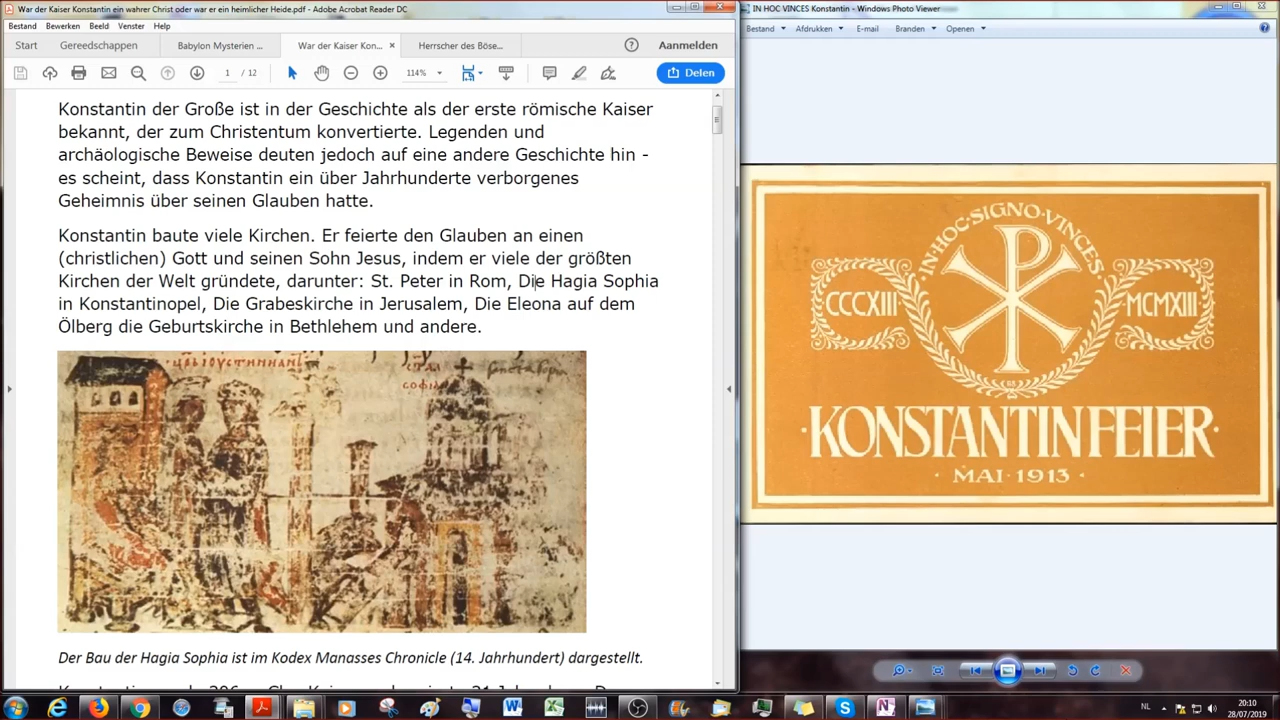 War der Kaiser Konstantin ein wahrer Christ oder war er ein heimlicher Heide.pdf - Adobe Acrobat Reader DC
Bestand Bewerken Beeld Venster Help
Start Gereedschappen Babylon Mysterien ... War der Kaiser Kon... × Herrscher des Böse... Aanmelden
1 / 12 114% Delen
Konstantin der Große ist in der Geschichte als der erste römische Kaiser
bekannt, der zum Christentum konvertierte. Legenden und
archäologische Beweise deuten jedoch auf eine andere Geschichte hin -
es scheint, dass Konstantin ein über Jahrhunderte verborgenes
Geheimnis über seinen Glauben hatte.
Konstantin baute viele Kirchen. Er feierte den Glauben an einen
(christlichen) Gott und seinen Sohn Jesus, indem er viele der größten
Kirchen der Welt gründete, darunter: St. Peter in Rom, Die Hagia Sophia
in Konstantinopel, Die Grabeskirche in Jerusalem, Die Eleona auf dem
Ölberg die Geburtskirche in Bethlehem und andere.
Der Bau der Hagia Sophia ist im Kodex Manasses Chronicle (14. Jahrhundert) dargestellt.
IN HOC VINCES Konstantin - Windows Photo Viewer
Bestand Afdrukken E-mail Branden Openen
IN·HOC·SIGNO·VINCES
CCCXIII MCMXIII
·KONSTANTINFEIER·
· MAI · 1913 ·
NL
20:10
28/07/2019